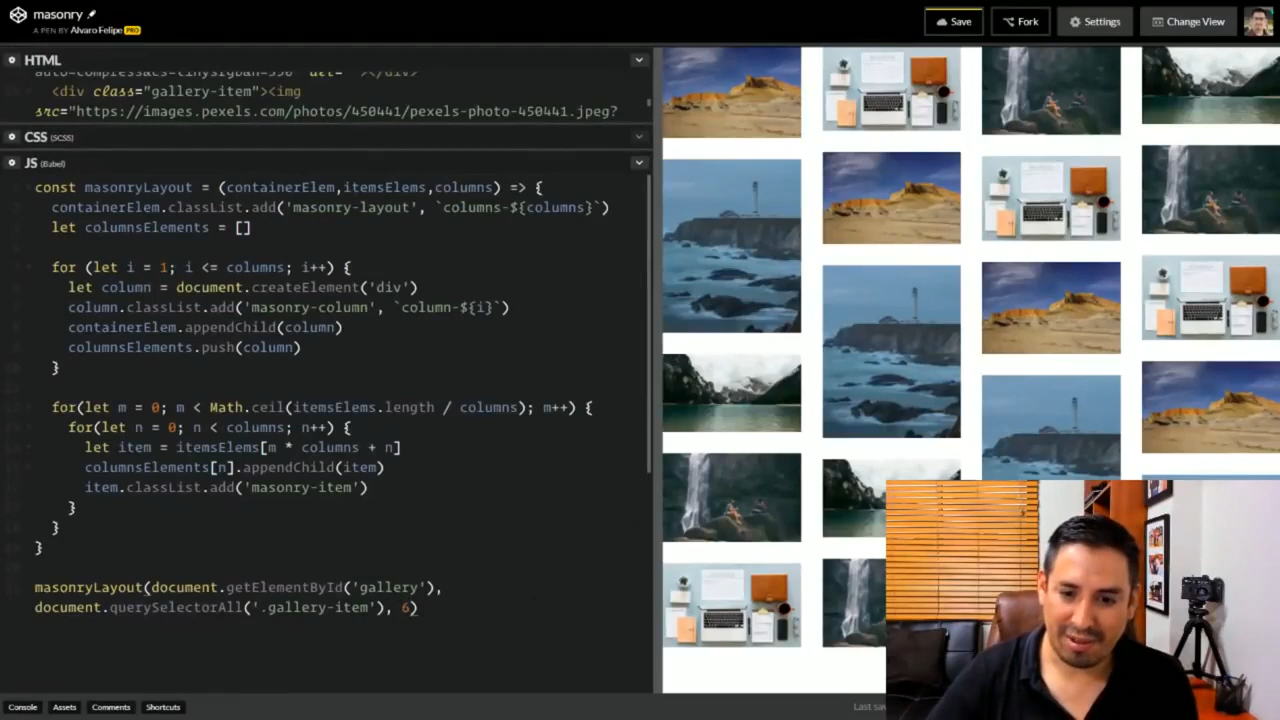 masonry
A PEN BY Alvaro Felipe PRO
Save
Fork
Settings
Change View
HTML
<div class="gallery-item"><img
src="https://images.pexels.com/photos/450441/pexels-photo-450441.jpeg?
CSS (SCSS)
JS (Babel)
const masonryLayout = (containerElem,itemsElems,columns) => {
containerElem.classList.add('masonry-layout', `columns-${columns}`)
let columnsElements = []
for (let i = 1; i <= columns; i++) {
let column = document.createElement('div')
column.classList.add('masonry-column', `column-${i}`)
containerElem.appendChild(column)
columnsElements.push(column)
}
for(let m = 0; m < Math.ceil(itemsElems.length / columns); m++) {
for(let n = 0; n < columns; n++) {
let item = itemsElems[m * columns + n]
columnsElements[n].appendChild(item)
item.classList.add('masonry-item')
}
}
}
masonryLayout(document.getElementById('gallery'),
document.querySelectorAll('.gallery-item'), 6)
Console
Assets
Comments
Shortcuts
Last